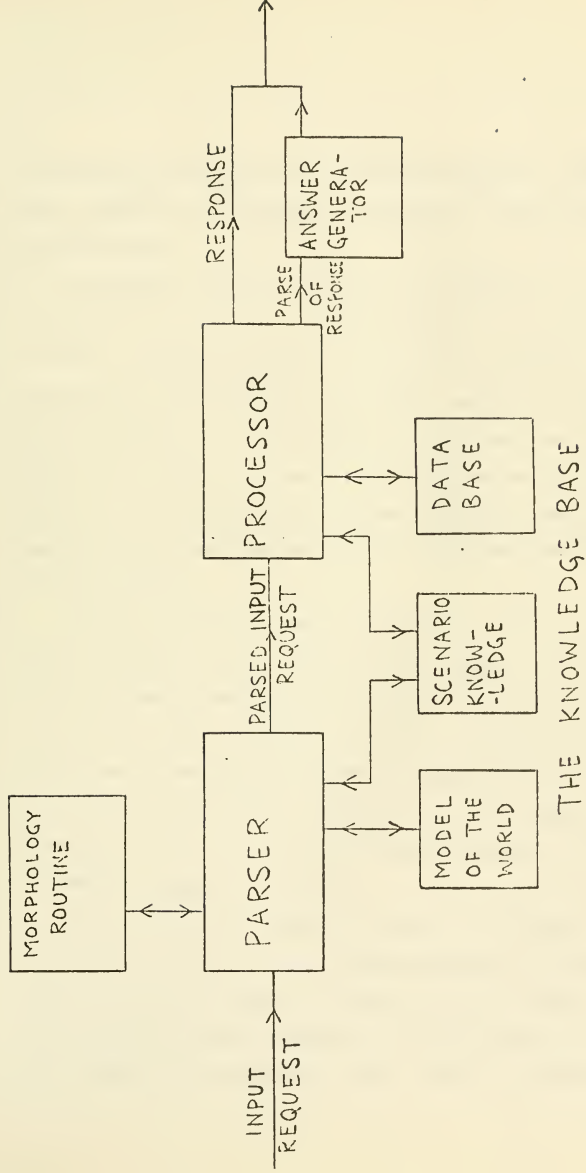 MORPHOLOGY
ROUTINE
INPUT
REQUEST
PARSER
PARSED INPUT
REQUEST
PROCESSOR
RESPONSE
PARSE
OF
RESPONSE
ANSWER
GENERA-
TOR
MODEL
OF THE
WORLD
SCENARIO
KNOW-
-LEDGE
DATA
BASE
THE KNOWLEDGE BASE